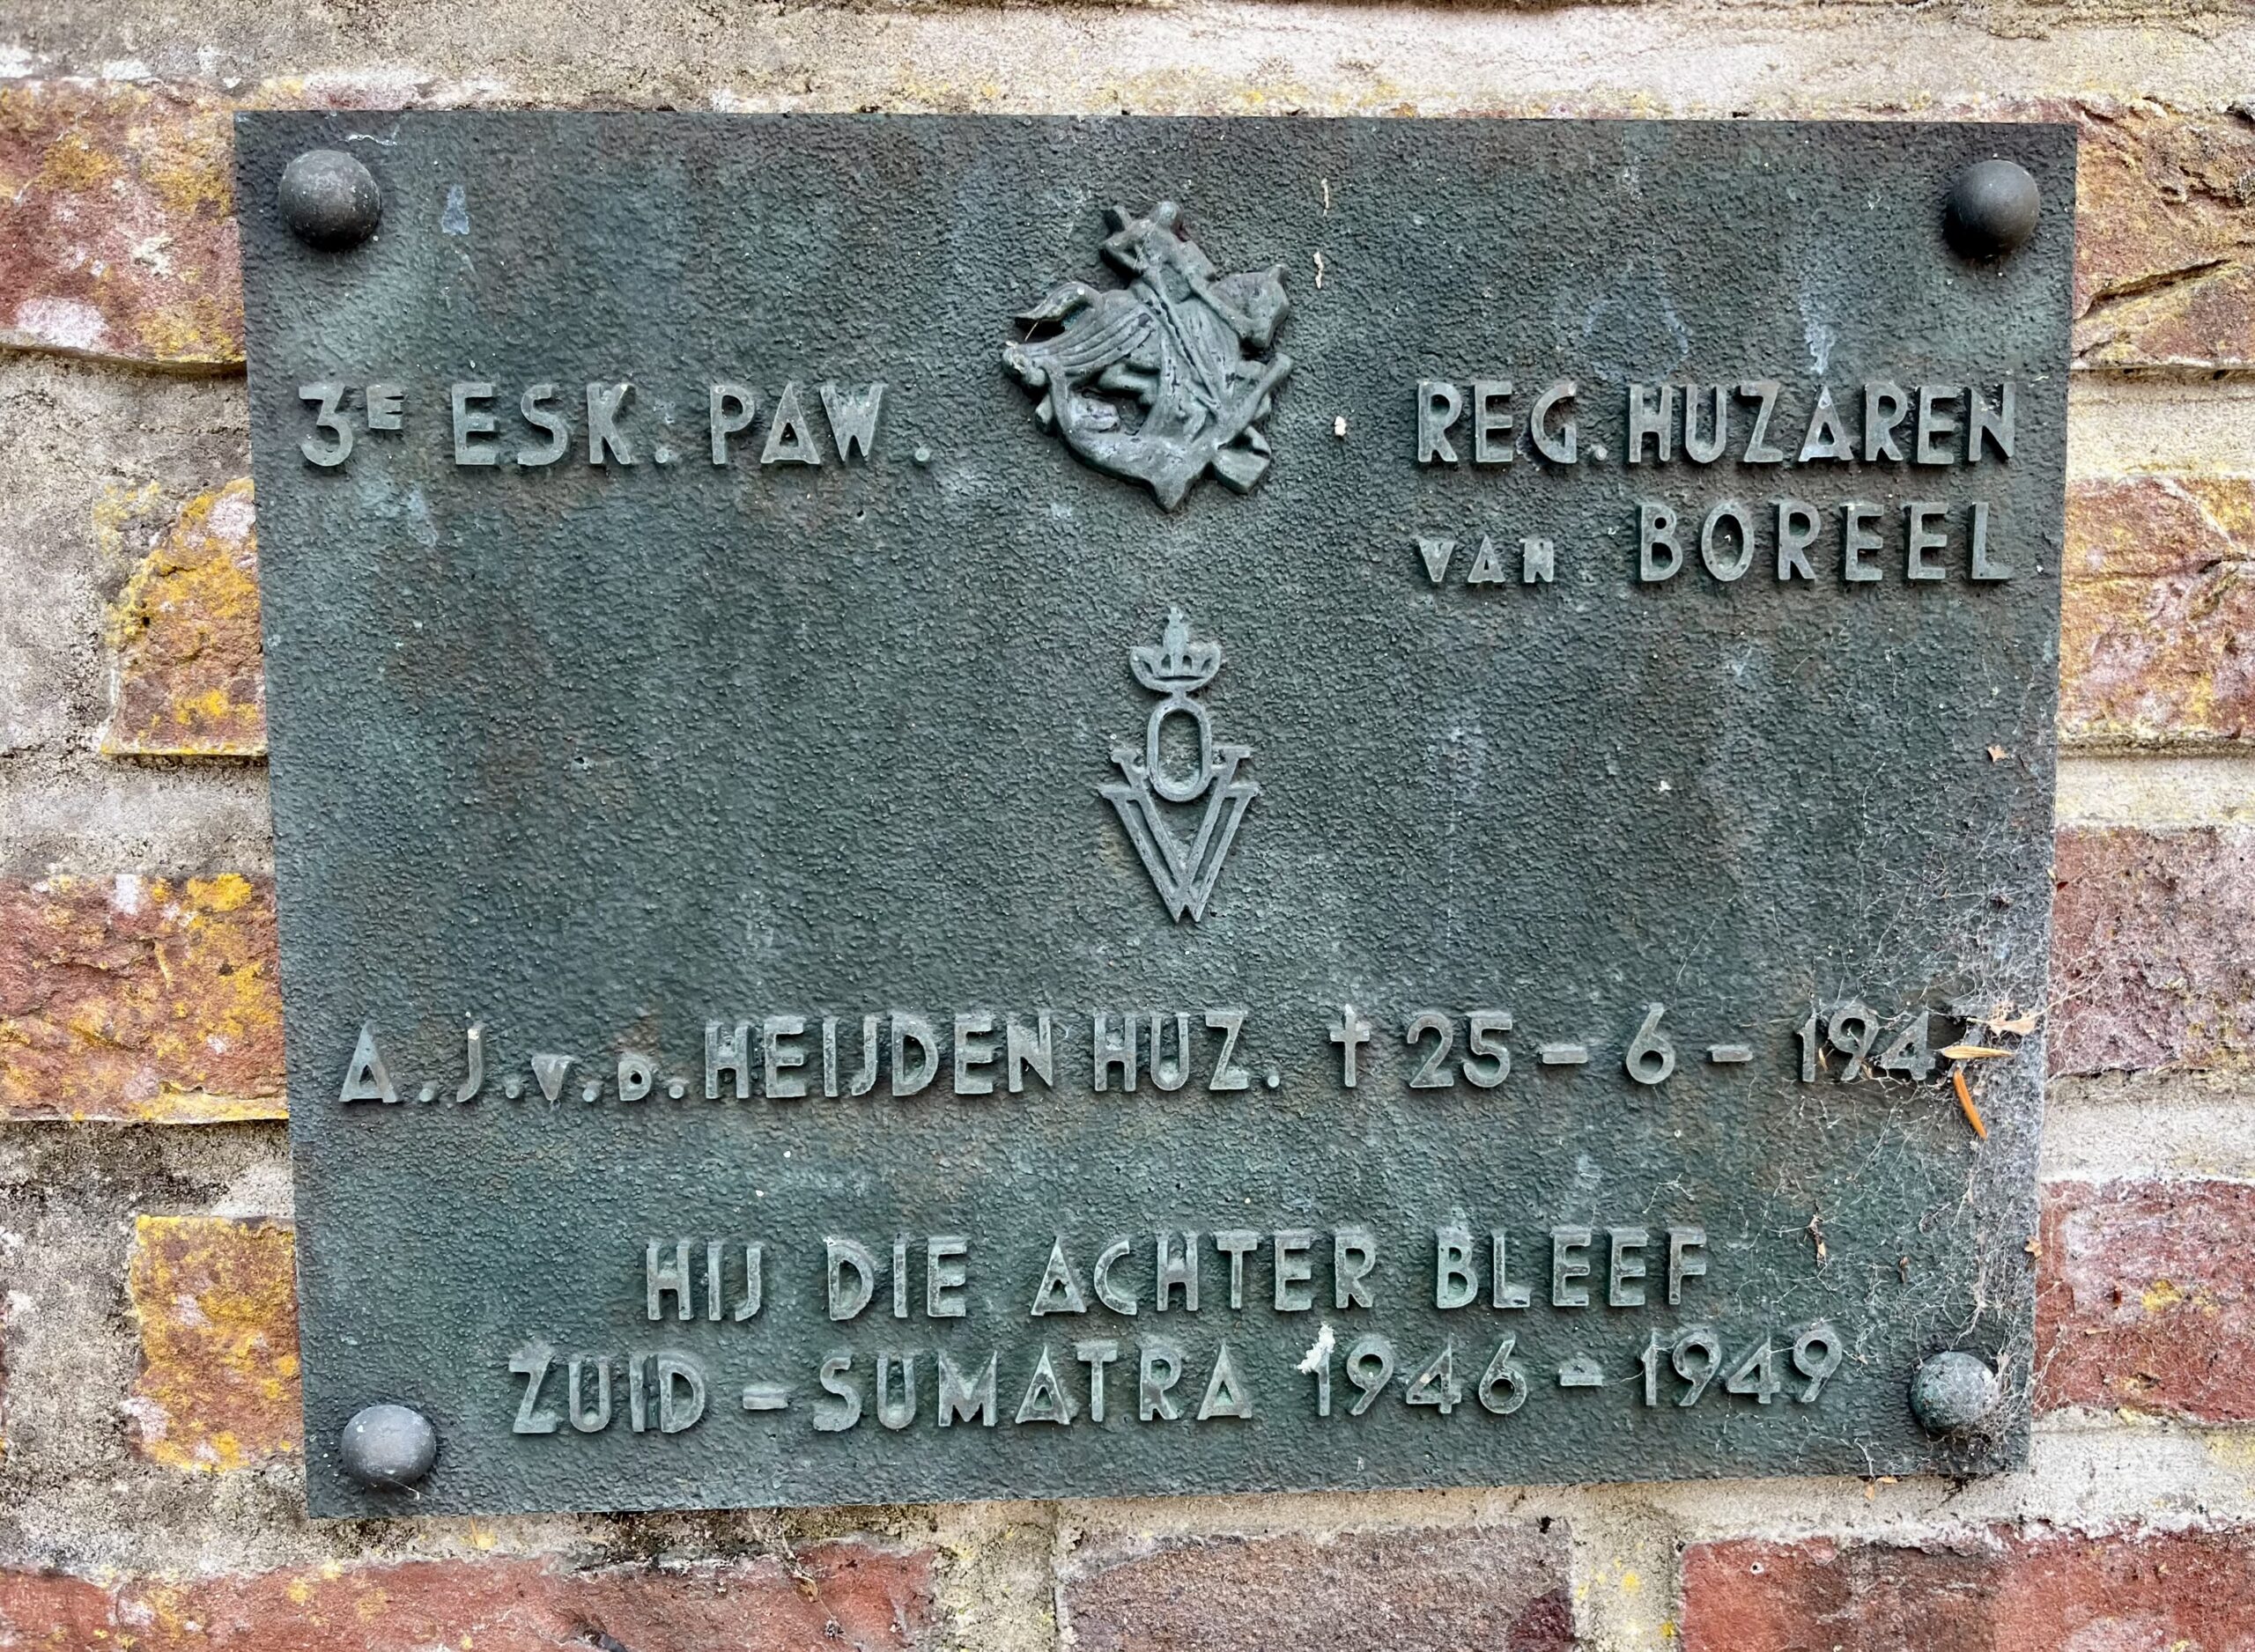 3E ESK. PAW.
REG. HUZAREN
VAN BOREEL
A.J.v.D. HEIJDEN HUZ. † 25-6-194
HIJ DIE ACHTER BLEEF
ZUID-SUMATRA 1946-1949